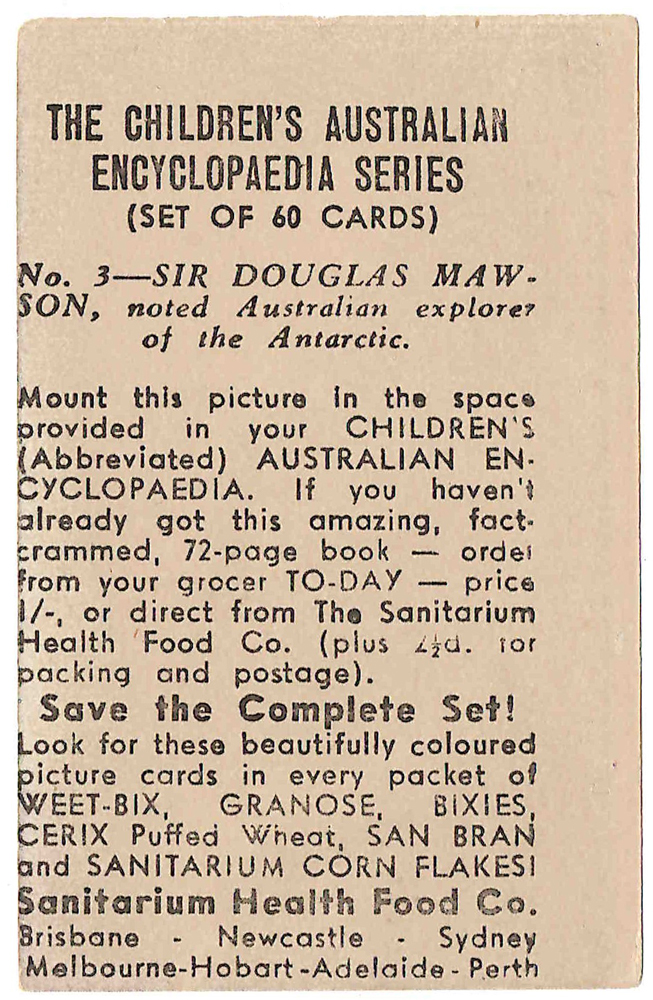 THE CHILDREN'S AUSTRALIAN
ENCYCLOPAEDIA SERIES
(SET OF 60 CARDS)
No. 3—SIR DOUGLAS MAW-
SON, noted Australian explorer
of the Antarctic.
Mount this picture in the space
provided in your CHILDREN'S
(Abbreviated) AUSTRALIAN EN-
CYCLOPAEDIA. If you haven't
already got this amazing, fact-
crammed, 72-page book — order
from your grocer TO-DAY — price
1/-, or direct from The Sanitarium
Health Food Co. (plus 2½d. for
packing and postage).
Save the Complete Set!
Look for these beautifully coloured
picture cards in every packet of
WEET-BIX, GRANOSE, BIXIES,
CERIX Puffed Wheat, SAN BRAN
and SANITARIUM CORN FLAKES!
Sanitarium Health Food Co.
Brisbane - Newcastle - Sydney
Melbourne-Hobart-Adelaide-Perth